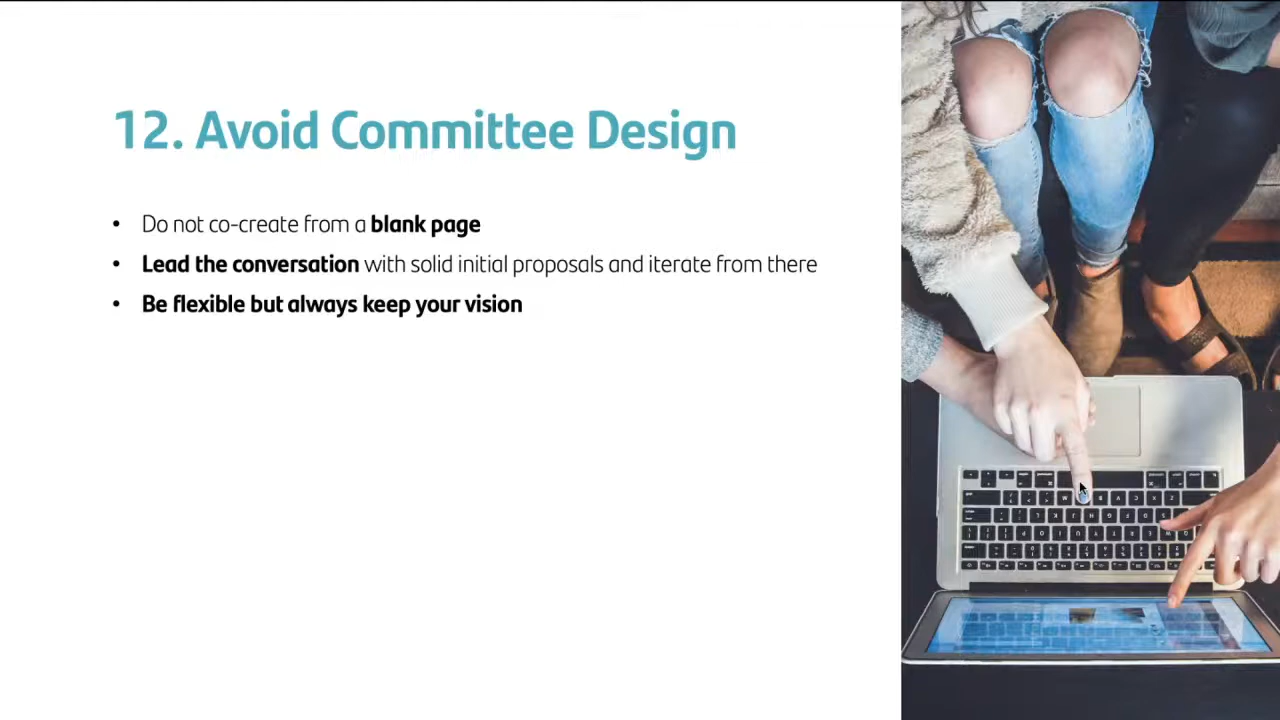 12. Avoid Committee Design
• Do not co-create from a blank page
• Lead the conversation with solid initial proposals and iterate from there
• Be flexible but always keep your vision